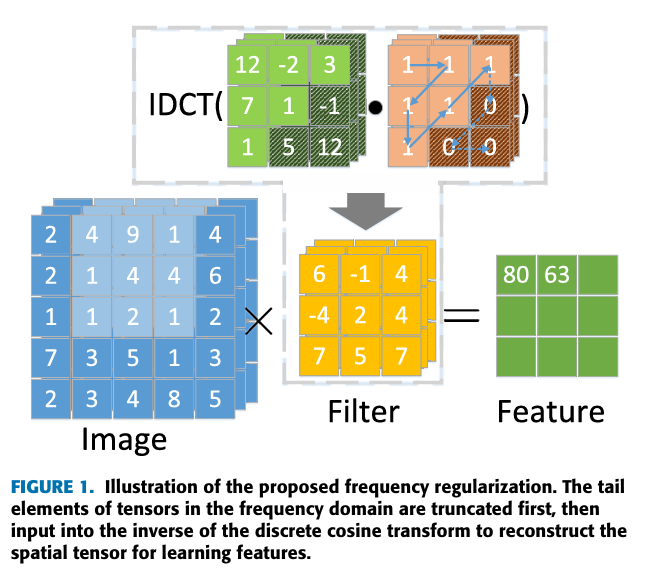 12 -2 3 1 1 1
IDCT( 7 1 -1 • 1 1 0 )
1 5 12 1 0 0
2 4 9 1 4
2 1 4 4 6 6 -1 4 80 63
1 1 2 1 2 × -4 2 4 =
7 3 5 1 3 7 5 7
2 3 4 8 5
Image Filter Feature
FIGURE 1. Illustration of the proposed frequency regularization. The tail
elements of tensors in the frequency domain are truncated first, then
input into the inverse of the discrete cosine transform to reconstruct the
spatial tensor for learning features.